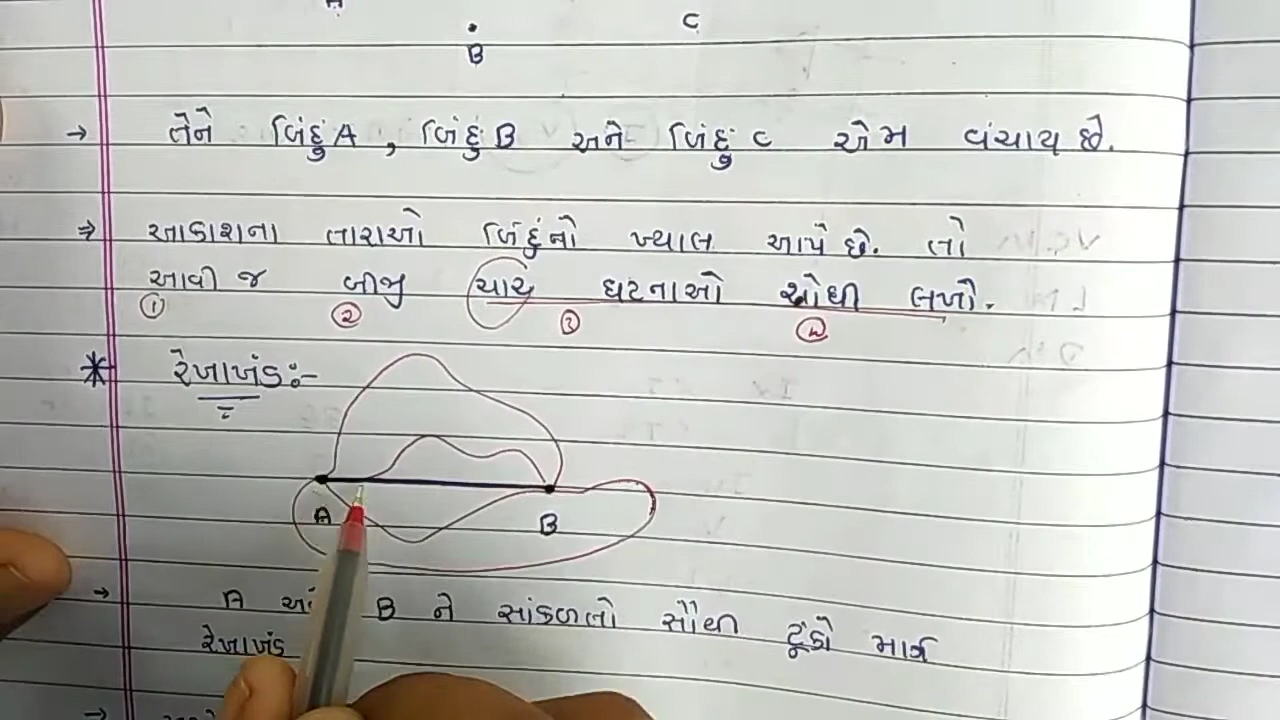 B
C
→ તેને બિંદુ A , બિંદુ B અને બિંદુ C એમ વંચાય છે.
⇒ આકાશના તારાઓ બિંદુનો ખ્યાલ આપે છે. તો
આવી જ બીજી ચાર ઘટનાઓ શોધી લખો.
① ② ③ ④
* રેખાખંડ:-
A B
→ A B ને સાંકળતો સૌથી ટૂંકો માર્ગ
રેખાખંડ
→